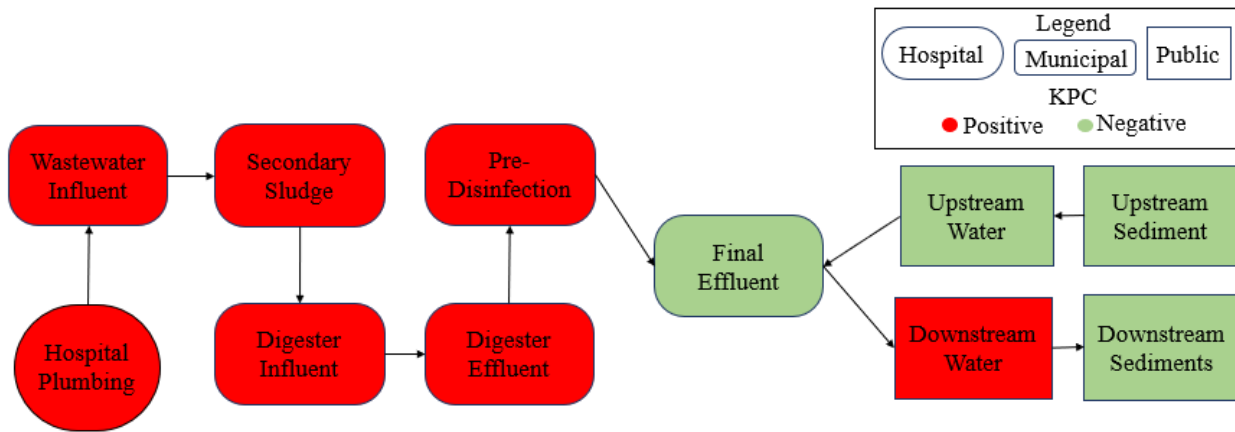 Legend
Hospital
Municipal
Public
KPC
Positive
Negative
Wastewater
Influent
Secondary
Sludge
Pre-
Disinfection
Upstream
Water
Upstream
Sediment
Final
Effluent
Hospital
Plumbing
Digester
Influent
Digester
Effluent
Downstream
Water
Downstream
Sediments